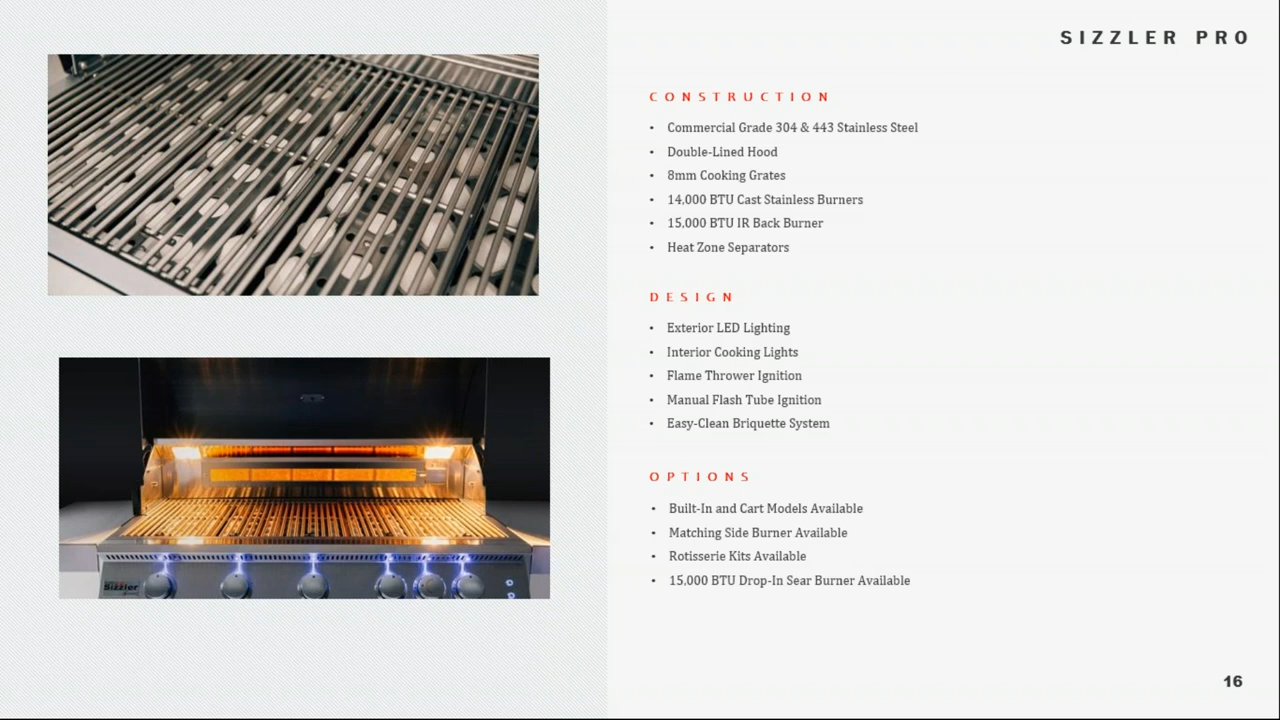 SIZZLER PRO
CONSTRUCTION
• Commercial Grade 304 & 443 Stainless Steel
• Double-Lined Hood
• 8mm Cooking Grates
• 14,000 BTU Cast Stainless Burners
• 15,000 BTU IR Back Burner
• Heat Zone Separators
DESIGN
• Exterior LED Lighting
• Interior Cooking Lights
• Flame Thrower Ignition
• Manual Flash Tube Ignition
• Easy-Clean Briquette System
OPTIONS
• Built-In and Cart Models Available
• Matching Side Burner Available
• Rotisserie Kits Available
• 15,000 BTU Drop-In Sear Burner Available
Sizzler
16